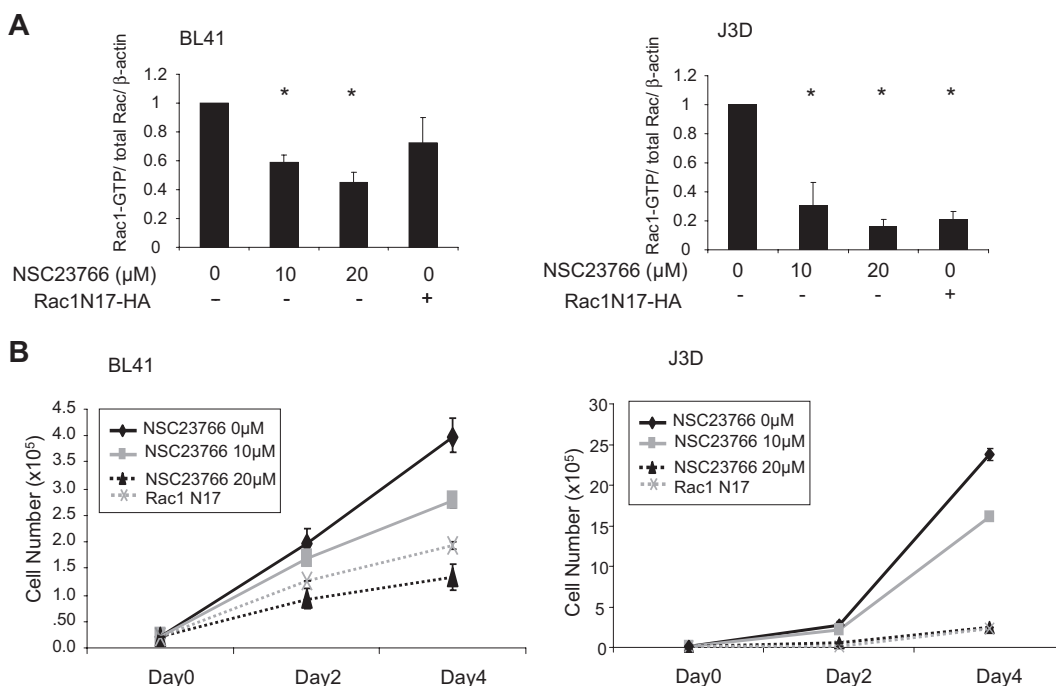 A
BL41
Rac1-GTP/ total Rac/ β-actin
1.2
1
0.8
0.6
0.4
0.2
0
* *
NSC23766 (µM) 0 10 20 0
Rac1N17-HA – - - +
J3D
Rac1-GTP/ total Rac/ β-actin
1.2
1
0.8
0.6
0.4
0.2
0
* * *
NSC23766 (µM) 0 10 20 0
Rac1N17-HA - - - +
B
BL41
Cell Number (x10⁵)
4.5
4.0
3.5
3.0
2.5
2.0
1.5
1.0
.50
0.0
NSC23766 0µM
NSC23766 10µM
NSC23766 20µM
Rac1 N17
Day0 Day2 Day4
J3D
Cell Number (x10⁵)
30
25
20
15
10
5
0
NSC23766 0µM
NSC23766 10µM
NSC23766 20µM
Rac1 N17
Day0 Day2 Day4